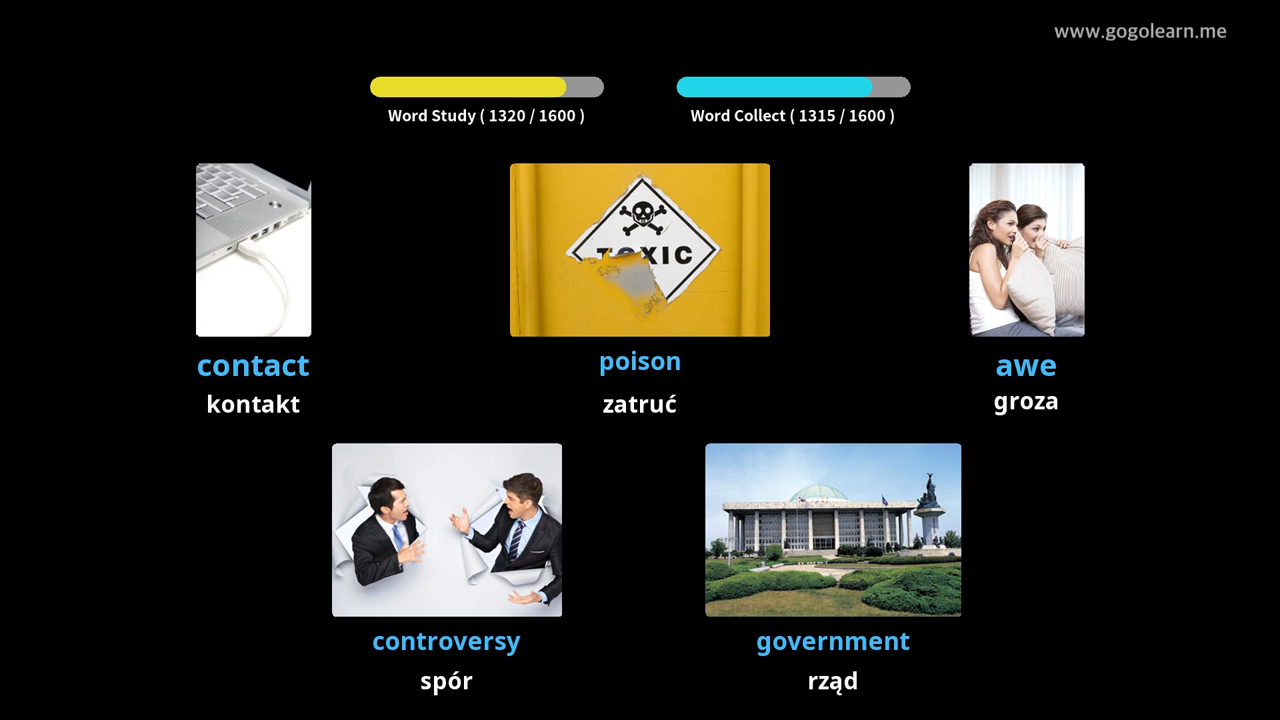 www.gogolearn.me
Word Study ( 1320 / 1600 )
Word Collect ( 1315 / 1600 )
TOXIC
contact
poison
awe
kontakt
zatruć
groza
controversy
government
spór
rząd